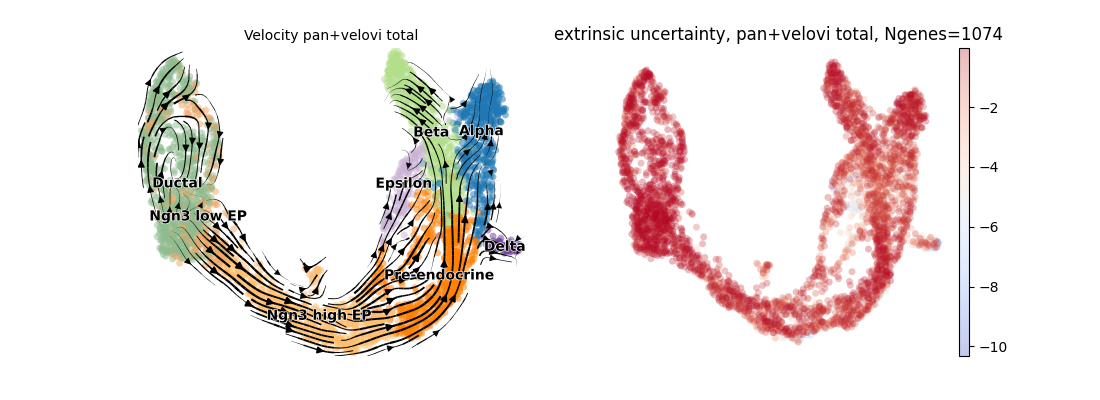 Velocity pan+velovi total
Beta
Alpha
Ductal
Epsilon
Ngn3 low EP
Delta
Pre-endocrine
Ngn3 high EP
extrinsic uncertainty, pan+velovi total, Ngenes=1074
−2
−4
−6
−8
−10